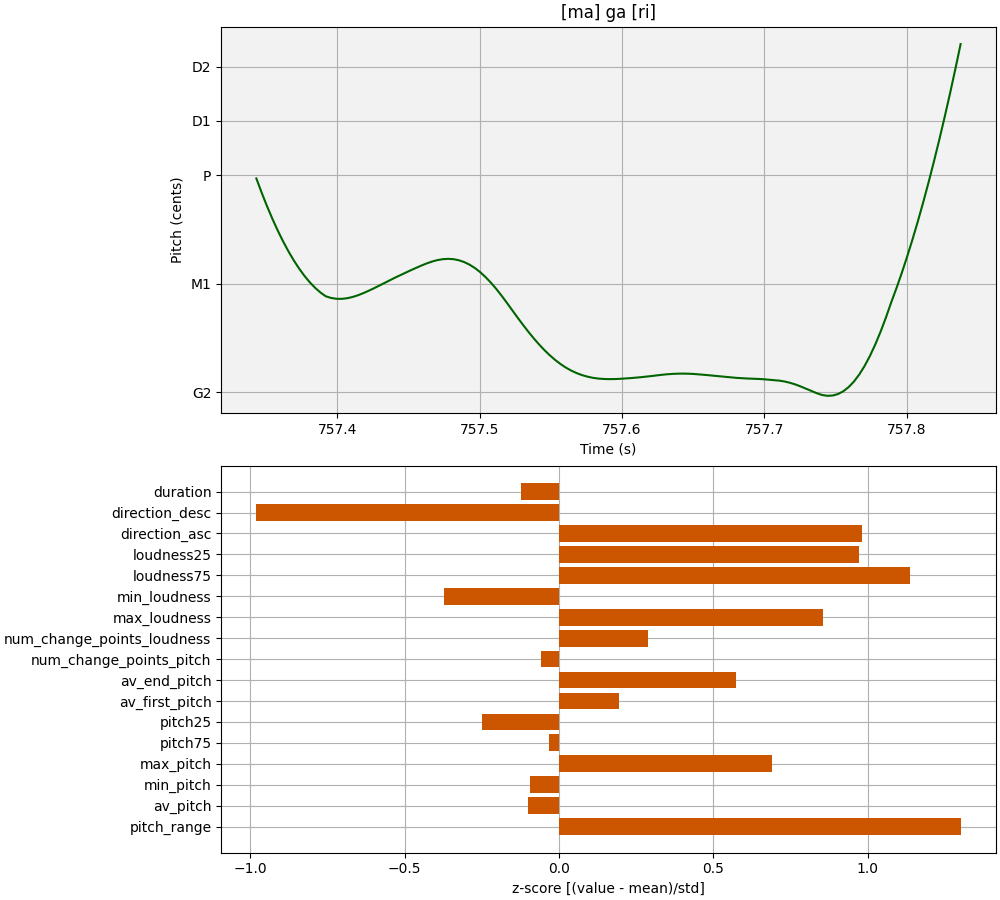 [ma] ga [ri]
Pitch (cents)
D2
D1
P
M1
G2
757.4 757.5 757.6 757.7 757.8
Time (s)
duration
direction_desc
direction_asc
loudness25
loudness75
min_loudness
max_loudness
num_change_points_loudness
num_change_points_pitch
av_end_pitch
av_first_pitch
pitch25
pitch75
max_pitch
min_pitch
av_pitch
pitch_range
−1.0 −0.5 0.0 0.5 1.0
z-score [(value - mean)/std]